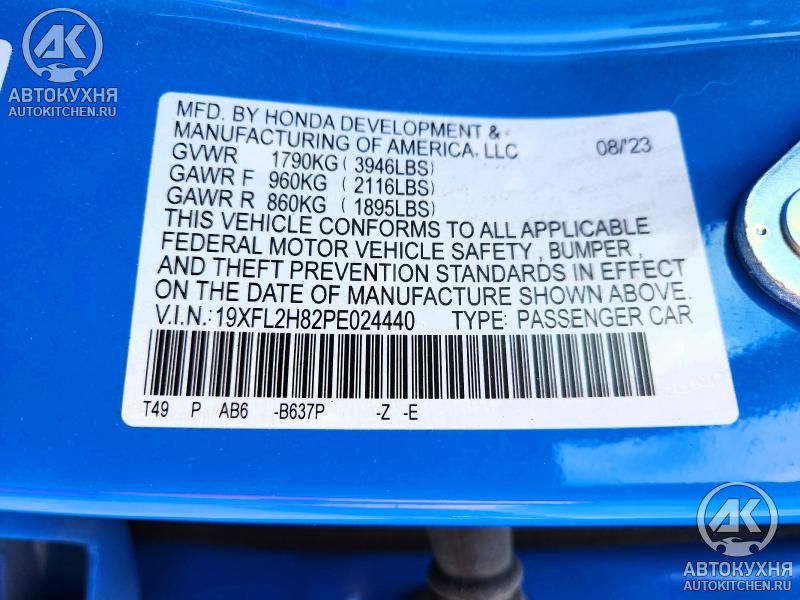 AK
АВТОКУХНЯ
AUTOKITCHEN.RU
MFD. BY HONDA DEVELOPMENT &
MANUFACTURING OF AMERICA, LLC 08/'23
GVWR 1790KG ( 3946LBS)
GAWR F 960KG ( 2116LBS)
GAWR R 860KG ( 1895LBS)
THIS VEHICLE CONFORMS TO ALL APPLICABLE
FEDERAL MOTOR VEHICLE SAFETY , BUMPER ,
AND THEFT PREVENTION STANDARDS IN EFFECT
ON THE DATE OF MANUFACTURE SHOWN ABOVE.
V.I.N.:19XFL2H82PE024440 TYPE: PASSENGER CAR
T49 P AB6 -B637P -Z -E
AK
АВТОКУХНЯ
AUTOKITCHEN.RU